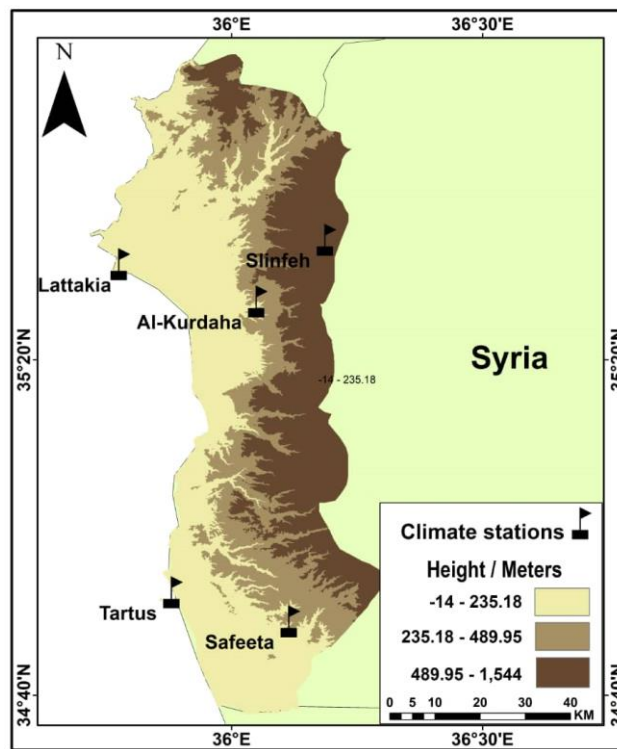 36°E
36°30'E
N
Slinfeh
Lattakia
Al-Kurdaha
35°20'N
35°20'N
Syria
-14 - 235.18
Climate stations
Height / Meters
-14 - 235.18
235.18 - 489.95
489.95 - 1,544
Tartus
Safeeta
34°40'N
34°40'N
0 5 10 20 30 40
KM
36°E
36°30'E